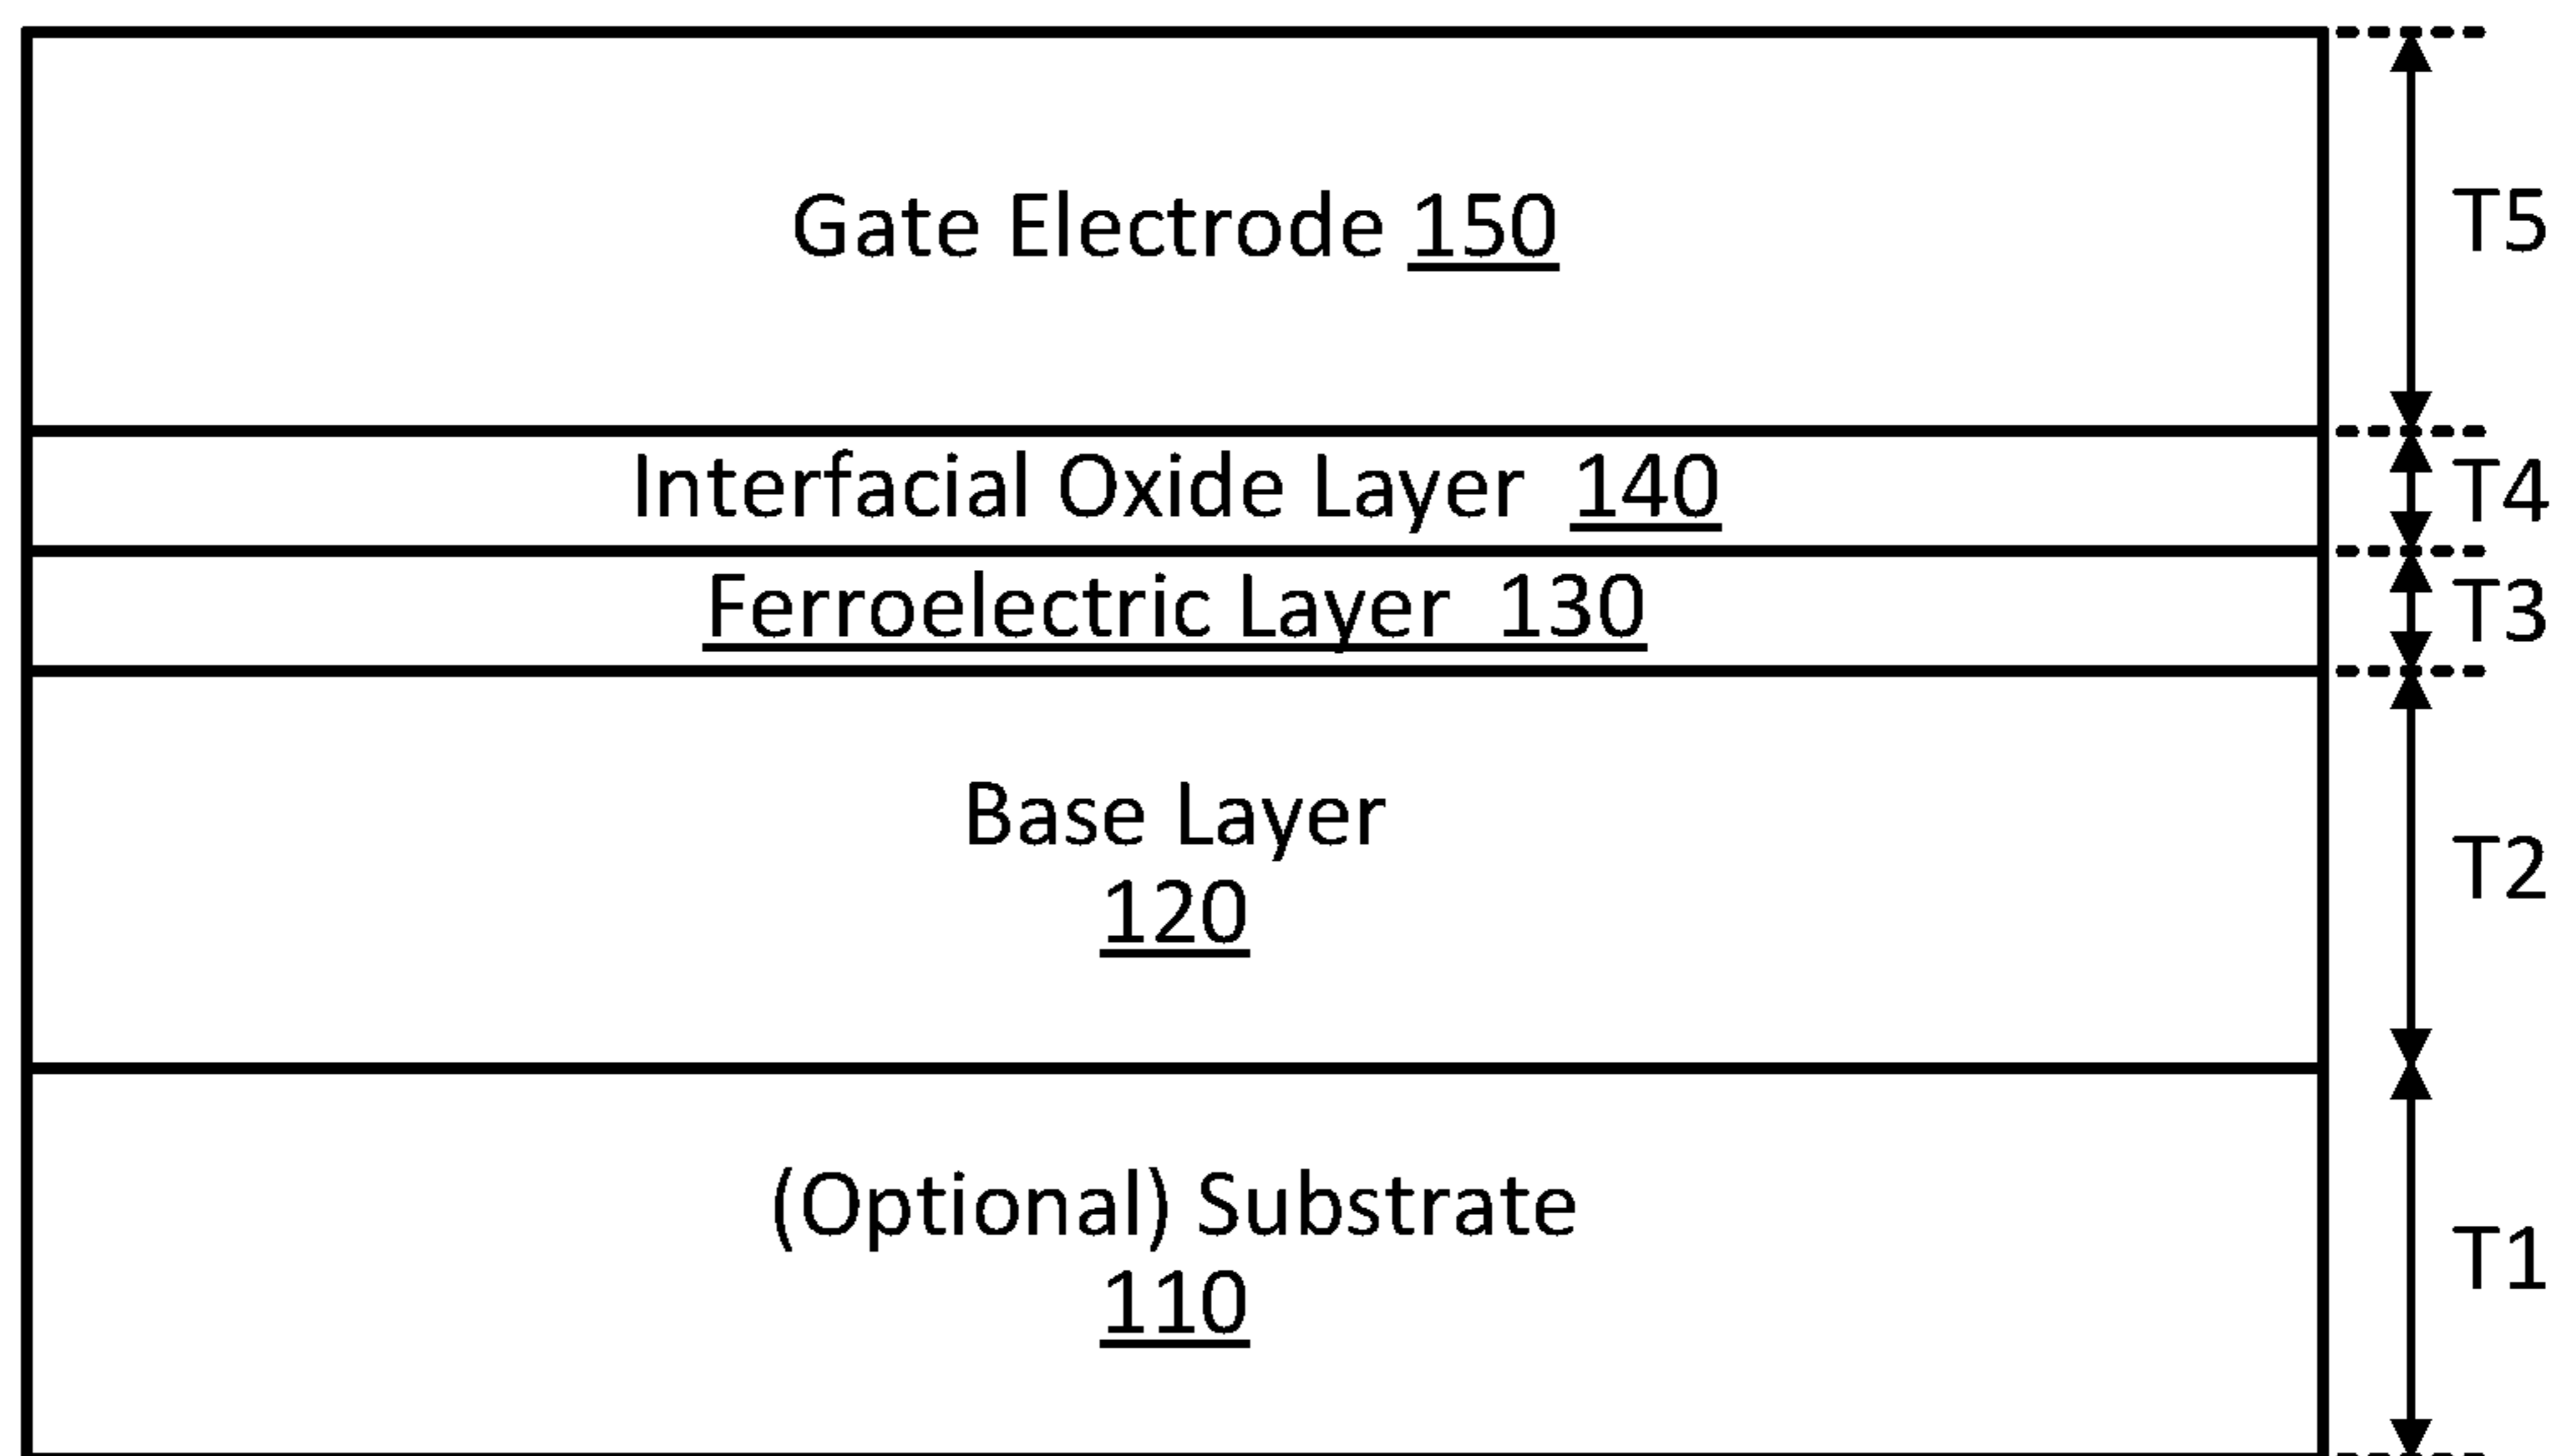 Gate Electrode 150
T5
Interfacial Oxide Layer 140
T4
Ferroelectric Layer 130
T3
Base Layer
120
T2
(Optional) Substrate
110
T1